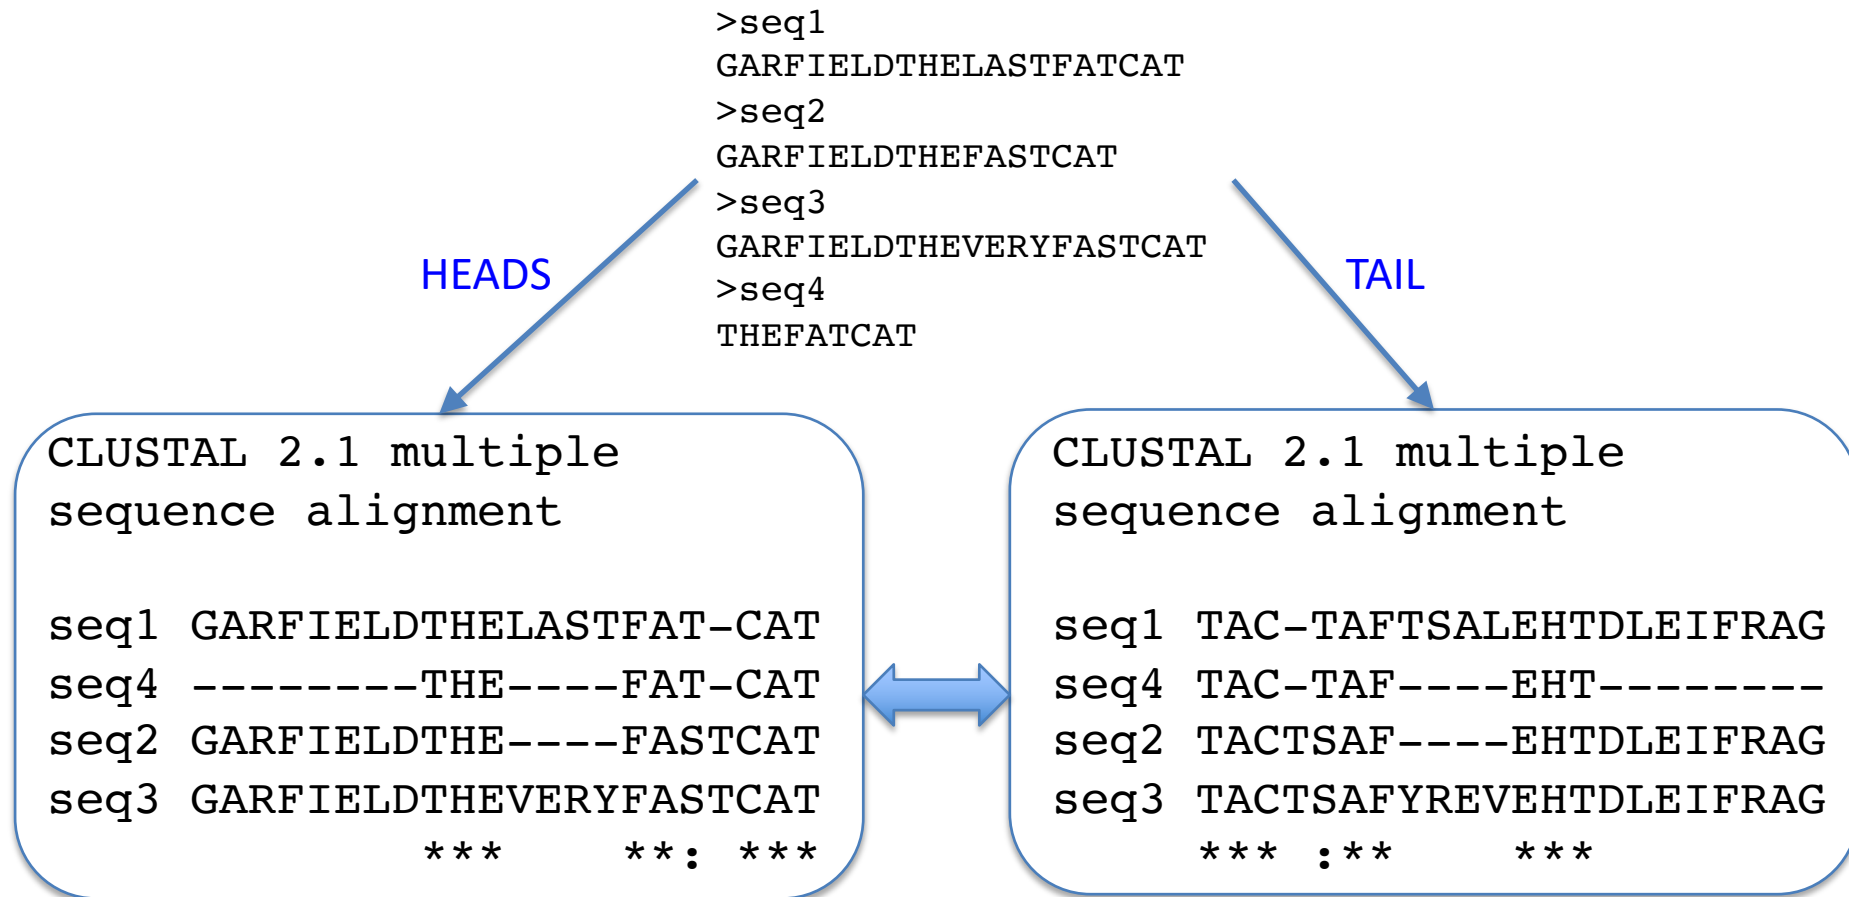 >seq1
GARFIELDTHELASTFATCAT
>seq2
GARFIELDTHEFASTCAT
>seq3
GARFIELDTHEVERYFASTCAT
>seq4
THEFATCAT
HEADS
TAIL
CLUSTAL 2.1 multiple
sequence alignment
seq1 GARFIELDTHELASTFAT-CAT
seq4 --------THE----FAT-CAT
seq2 GARFIELDTHE----FASTCAT
seq3 GARFIELDTHEVERYFASTCAT
             ***    **: ***
CLUSTAL 2.1 multiple
sequence alignment
seq1 TAC-TAFTSALEHTDLEIFRAG
seq4 TAC-TAF----EHT--------
seq2 TACTSAF----EHTDLEIFRAG
seq3 TACTSAFYREVEHTDLEIFRAG
     *** :**    ***